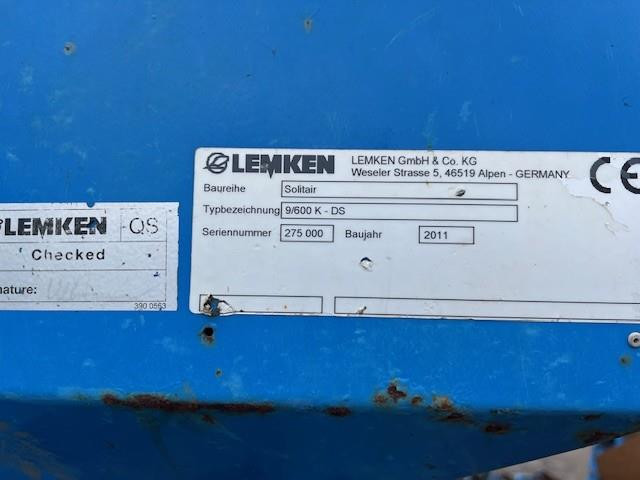 LEMKEN
LEMKEN GmbH & Co. KG
Weseler Strasse 5, 46519 Alpen - GERMANY
CE
Baureihe Solitair
Typbezeichnung 9/600 K - DS
Seriennummer 275 000 Baujahr 2011
LEMKEN QS
Checked
nature:
390 0553